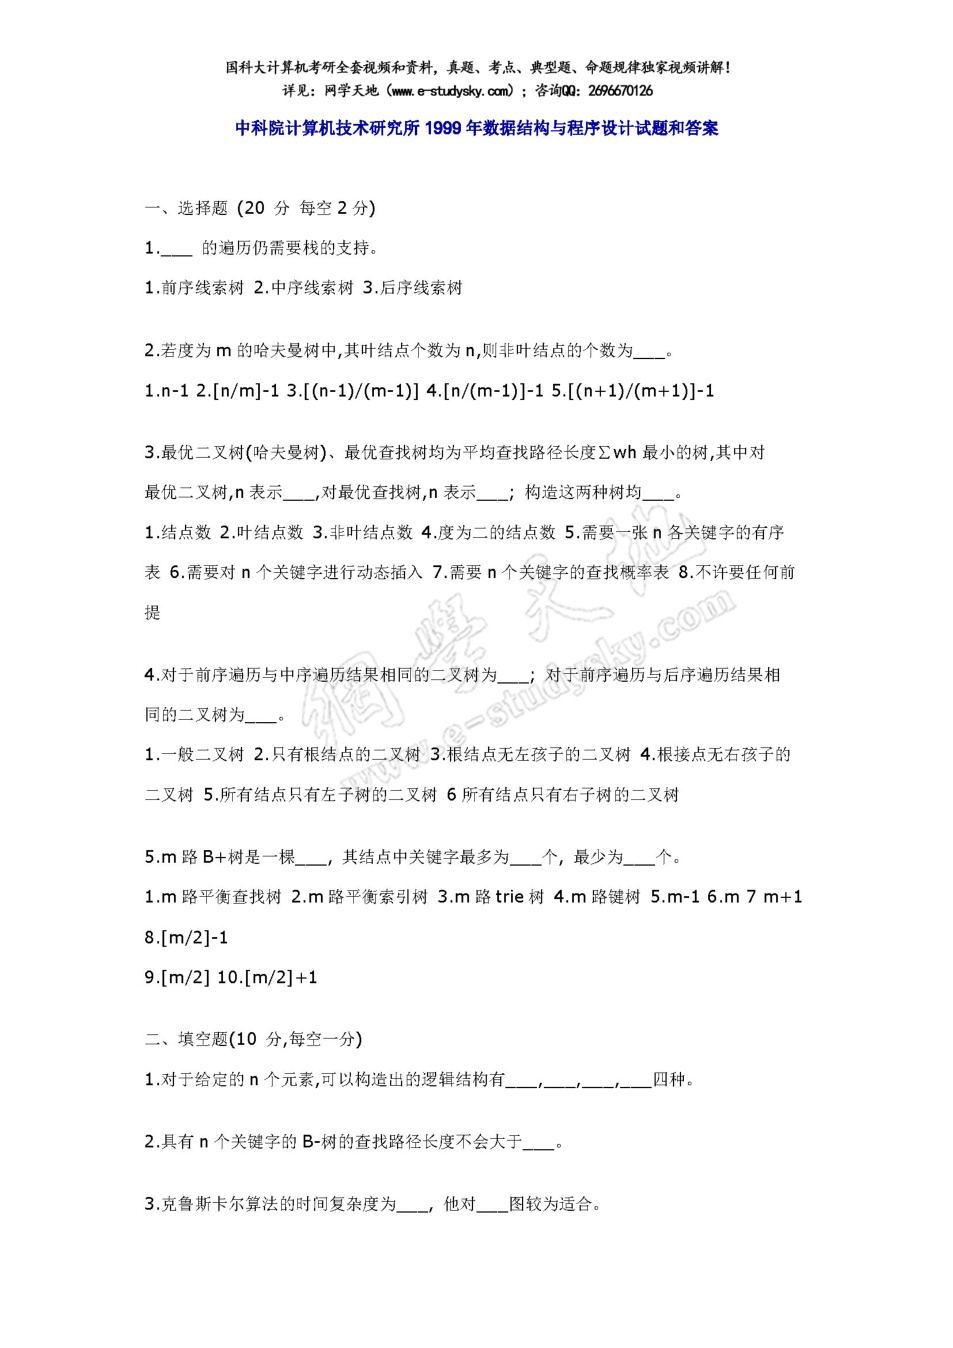 国科大计算机考研全套视频和资料，真题、考点、典型题、命题规律独家视频讲解！
详见：网学天地（www.e-studysky.com）；咨询QQ：2696670126
中科院计算机技术研究所 1999 年数据结构与程序设计试题和答案
一、选择题 (20 分 每空 2 分)
1.___ 的遍历仍需要栈的支持。
1.前序线索树 2.中序线索树 3.后序线索树
2.若度为 m 的哈夫曼树中,其叶结点个数为 n,则非叶结点的个数为___。
1.n-1 2.[n/m]-1 3.[(n-1)/(m-1)] 4.[n/(m-1)]-1 5.[(n+1)/(m+1)]-1
3.最优二叉树(哈夫曼树)、最优查找树均为平均查找路径长度∑wh 最小的树,其中对
最优二叉树,n 表示___,对最优查找树,n 表示___；构造这两种树均___。
1.结点数 2.叶结点数 3.非叶结点数 4.度为二的结点数 5.需要一张 n 各关键字的有序
表 6.需要对 n 个关键字进行动态插入 7.需要 n 个关键字的查找概率表 8.不许要任何前
提
4.对于前序遍历与中序遍历结果相同的二叉树为___；对于前序遍历与后序遍历结果相
同的二叉树为___。
1.一般二叉树 2.只有根结点的二叉树 3.根结点无左孩子的二叉树 4.根接点无右孩子的
二叉树 5.所有结点只有左子树的二叉树 6 所有结点只有右子树的二叉树
5.m 路 B+树是一棵___，其结点中关键字最多为___个，最少为___个。
1.m 路平衡查找树 2.m 路平衡索引树 3.m 路 trie 树 4.m 路键树 5.m-1 6.m 7 m+1
8.[m/2]-1
9.[m/2] 10.[m/2]+1
二、填空题(10 分,每空一分)
1.对于给定的 n 个元素,可以构造出的逻辑结构有___,___,___,___四种。
2.具有 n 个关键字的 B-树的查找路径长度不会大于___。
3.克鲁斯卡尔算法的时间复杂度为___，他对___图较为适合。
網學天地
www.e-studysky.com